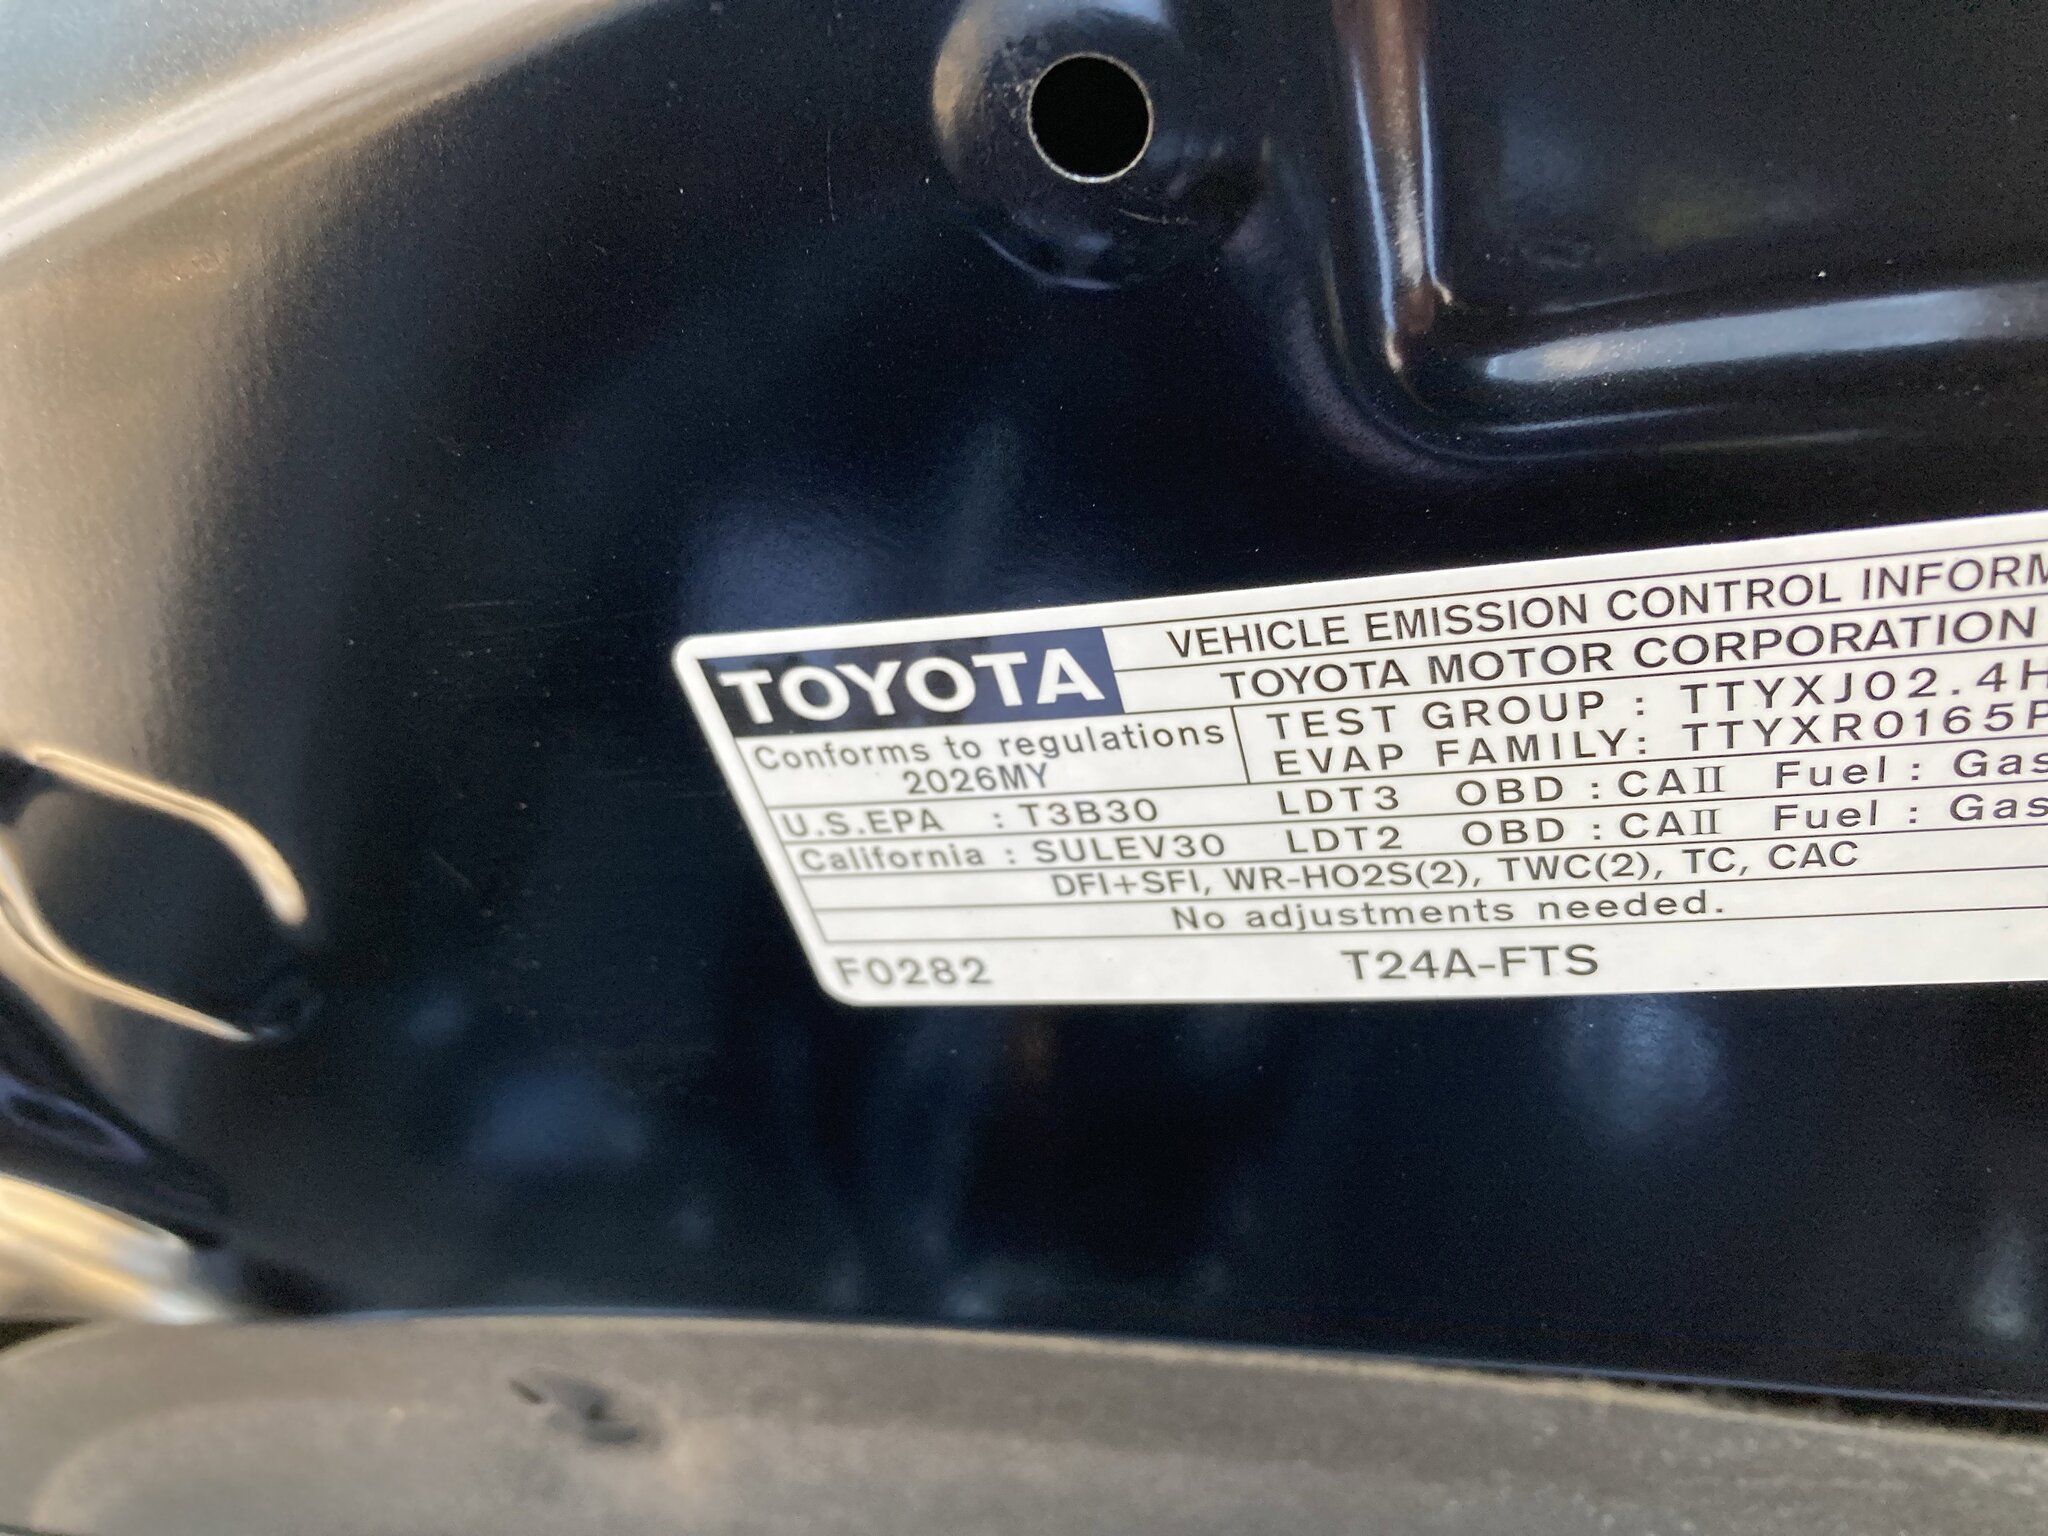 TOYOTA
VEHICLE EMISSION CONTROL
TOYOTA MOTOR CORPORATION
Conforms to regulations
2026MY
TEST GROUP : TTYXJ02.4H
EVAP FAMILY: TTYXR0165P
U.S.EPA : T3B30 LDT3 OBD : CAII Fuel : Gas
California : SULEV30 LDT2 OBD : CAII Fuel : Gas
DFI+SFI, WR-HO2S(2), TWC(2), TC, CAC
No adjustments needed.
F0282 T24A-FTS